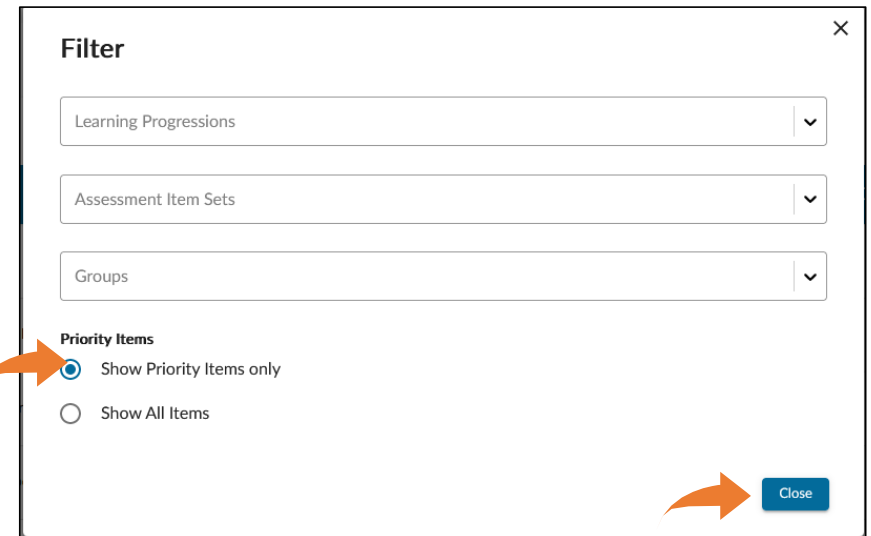 Filter
Learning Progressions
Assessment Item Sets
Groups
Priority Items
Show Priority Items only
Show All Items
Close